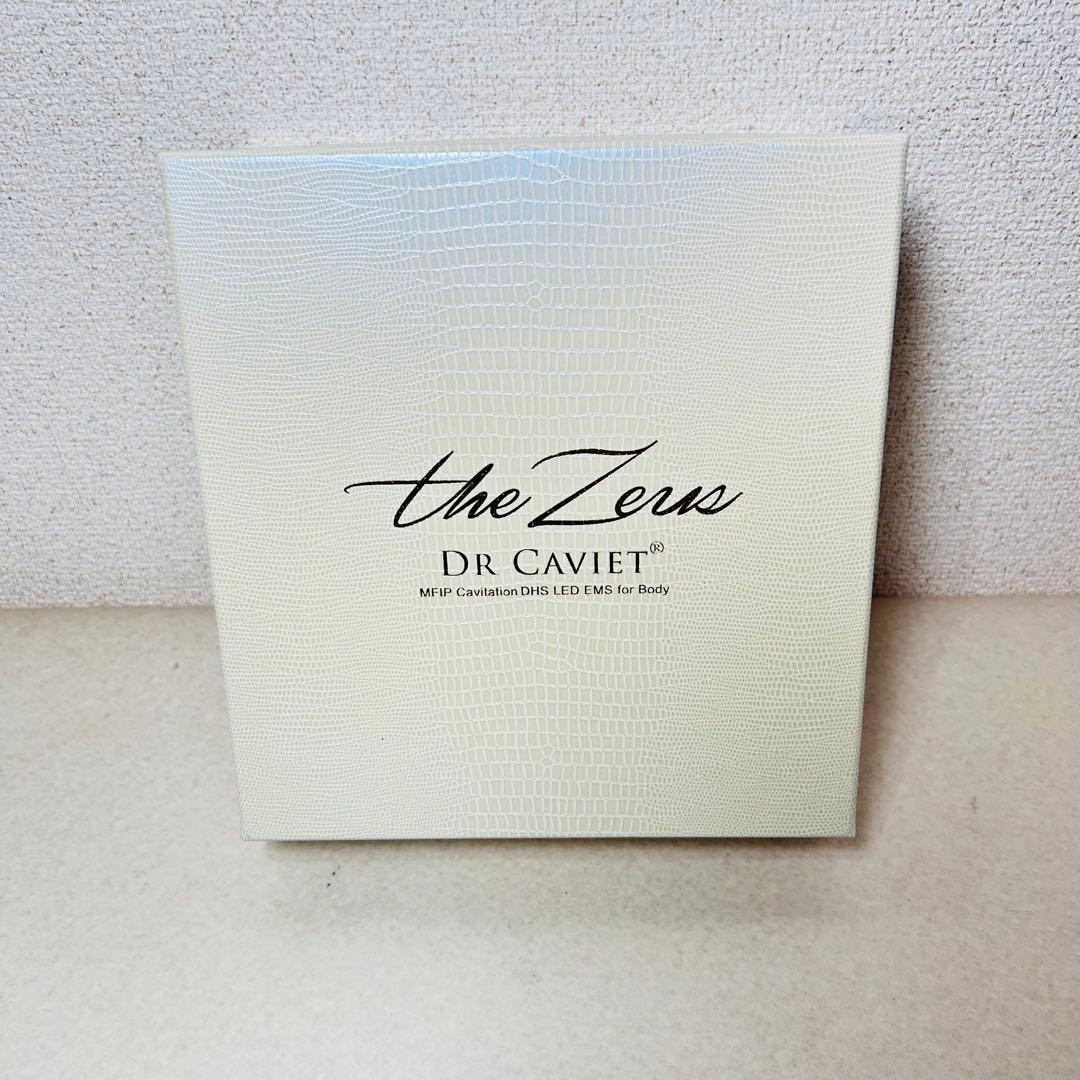 the Zeus
DR CAVIET®
MFIP Cavitation DHS LED EMS for Body